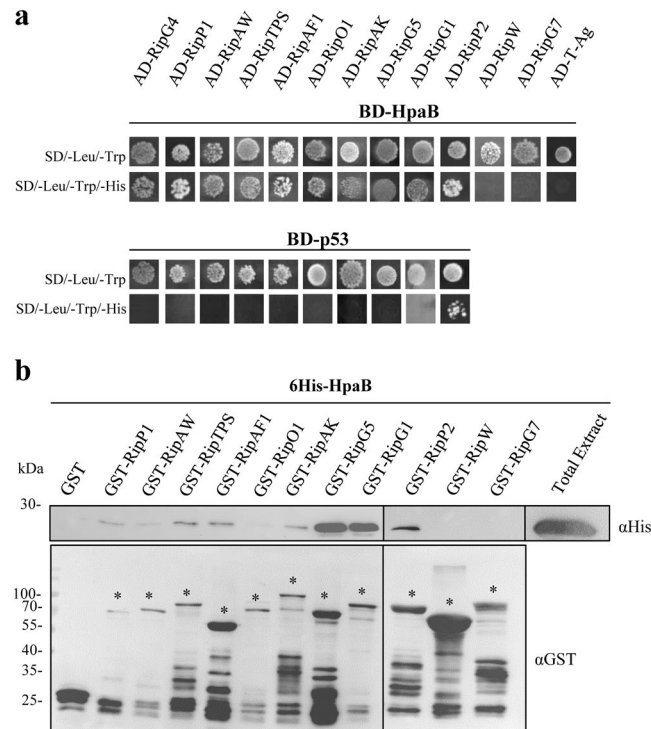 a
AD-RipG4
AD-RipP1
AD-RipAW
AD-RipTPS
AD-RipAF1
AD-RipO1
AD-RipAK
AD-RipG5
AD-RipG1
AD-RipP2
AD-RipW
AD-RipG7
AD-T-Ag
BD-HpaB
SD/-Leu/-Trp
SD/-Leu/-Trp/-His
BD-p53
SD/-Leu/-Trp
SD/-Leu/-Trp/-His
b
6His-HpaB
kDa
GST
GST-RipP1
GST-RipAW
GST-RipTPS
GST-RipAF1
GST-RipO1
GST-RipAK
GST-RipG5
GST-RipG1
GST-RipP2
GST-RipW
GST-RipG7
Total Extract
30-
αHis
* * * * * * * * * * *
100-
70-
55-
40-
35-
25-
αGST